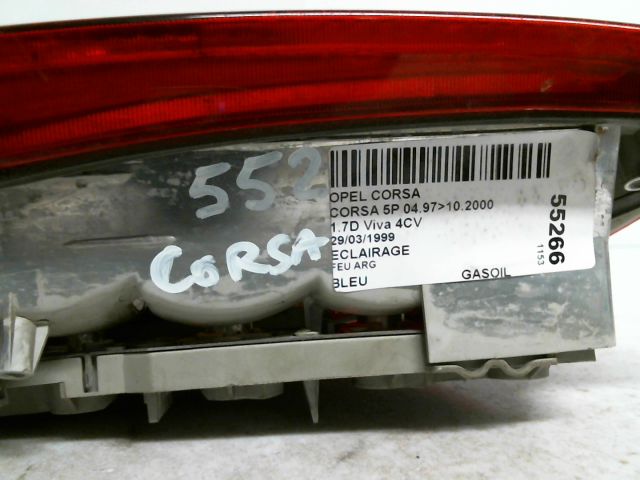 552
CORSA
OPEL CORSA
CORSA 5P 04.97>10.2000
1.7D Viva 4CV
29/03/1999
ECLAIRAGE
FEU ARG
BLEU
GASOIL
55266
1153